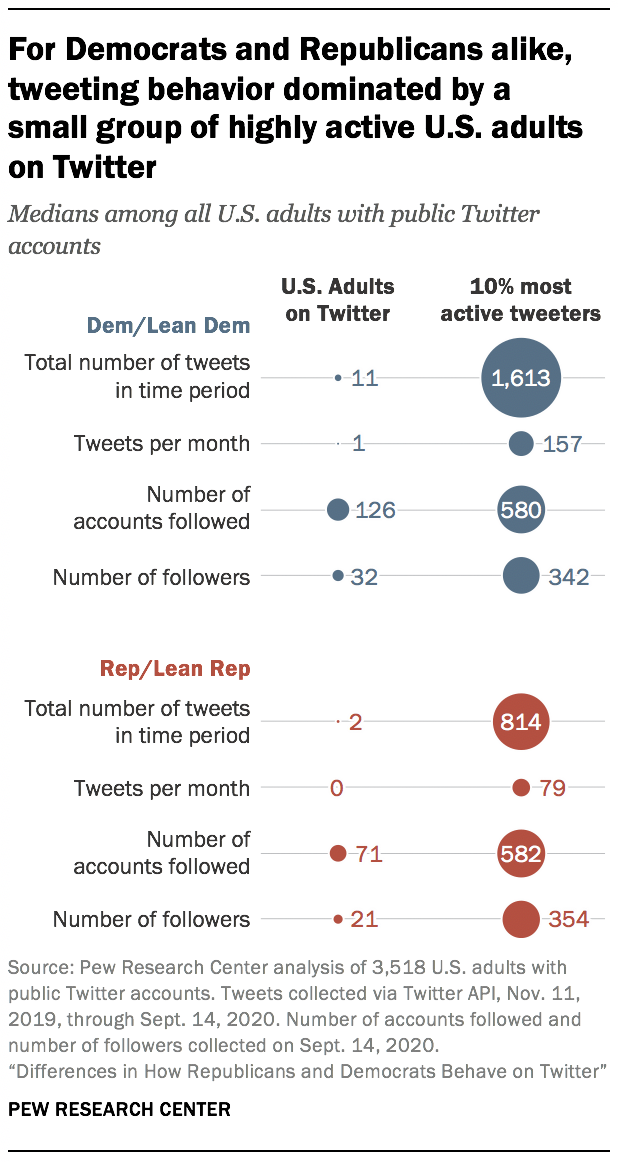 For Democrats and Republicans alike,
tweeting behavior dominated by a
small group of highly active U.S. adults
on Twitter
Medians among all U.S. adults with public Twitter
accounts
U.S. Adults
on Twitter
10% most
active tweeters
Dem/Lean Dem
Total number of tweets
in time period
11
1,613
Tweets per month
1
157
Number of
accounts followed
126
580
Number of followers
32
342
Rep/Lean Rep
Total number of tweets
in time period
2
814
Tweets per month
0
79
Number of
accounts followed
71
582
Number of followers
21
354
Source: Pew Research Center analysis of 3,518 U.S. adults with
public Twitter accounts. Tweets collected via Twitter API, Nov. 11,
2019, through Sept. 14, 2020. Number of accounts followed and
number of followers collected on Sept. 14, 2020.
“Differences in How Republicans and Democrats Behave on Twitter”
PEW RESEARCH CENTER